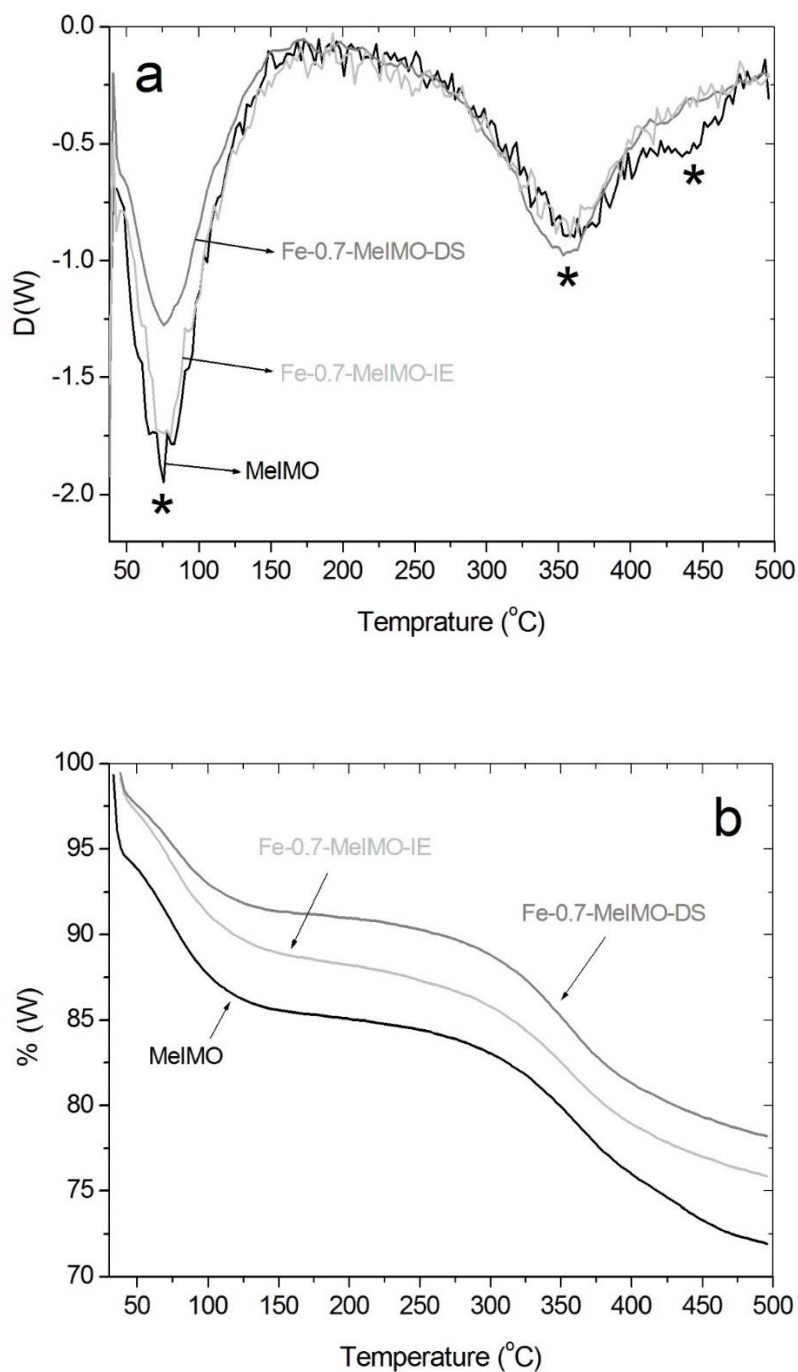 0.0
a
-0.5
*
Fe-0.7-MeIMO-DS
-1.0
*
D(W)
-1.5
Fe-0.7-MeIMO-IE
MeIMO
-2.0
*
50 100 150 200 250 300 350 400 450 500
Temprature (°C)
100
b
95
Fe-0.7-MeIMO-IE
Fe-0.7-MeIMO-DS
90
% (W)
85
MeIMO
80
75
70
50 100 150 200 250 300 350 400 450 500
Temperature (°C)